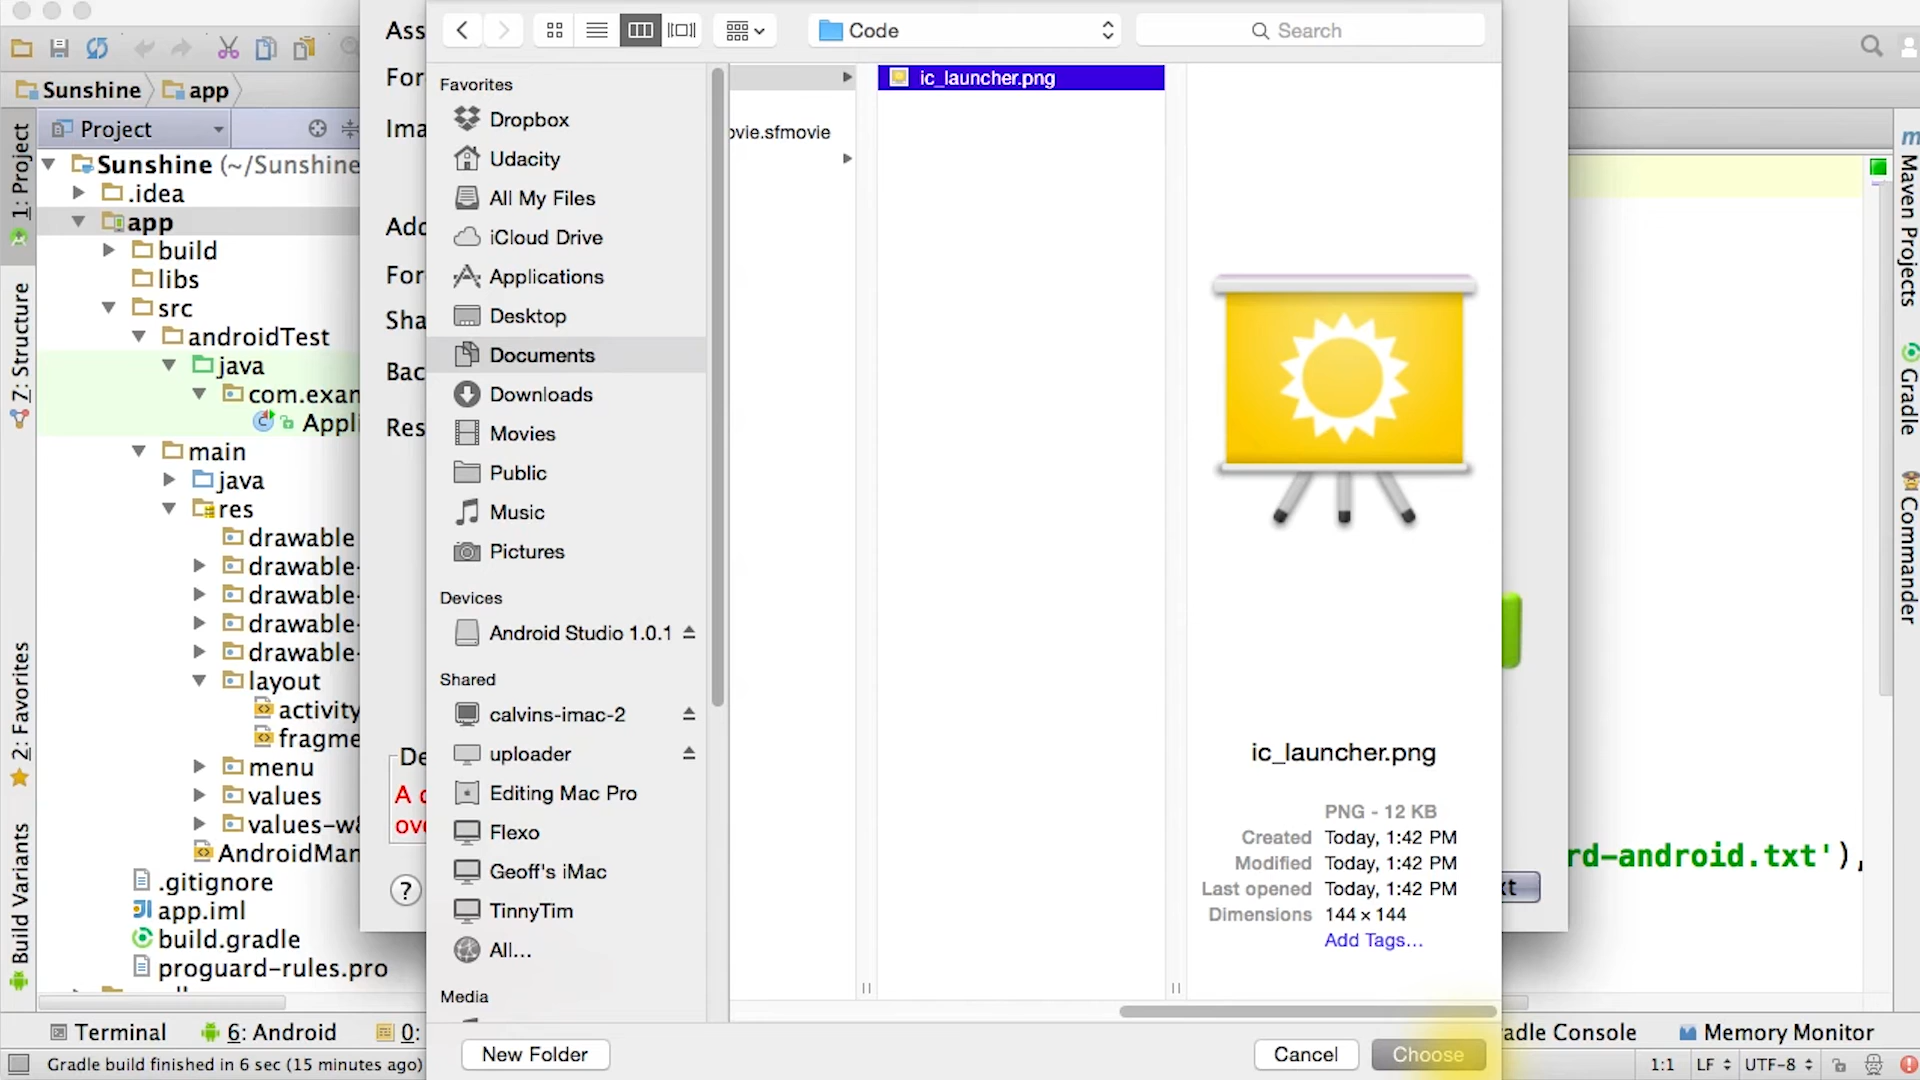 Code
Search
Sunshine
app
Project
1: Project
Sunshine (~/Sunshine
.idea
app
build
libs
src
androidTest
java
com.exan
Appli
main
java
res
drawable
drawable-
drawable-
drawable-
drawable-
layout
activity
fragme
menu
values
values-w8
AndroidMan
.gitignore
app.iml
build.gradle
proguard-rules.pro
7: Structure
2: Favorites
Build Variants
Ass
For
Ima
Add
For
Sha
Bac
Res
De
A c
ove
?
Favorites
Dropbox
Udacity
All My Files
iCloud Drive
Applications
Desktop
Documents
Downloads
Movies
Public
Music
Pictures
Devices
Android Studio 1.0.1
Shared
calvins-imac-2
uploader
Editing Mac Pro
Flexo
Geoff's iMac
TinnyTim
All...
Media
ovie.sfmovie
ic_launcher.png
ic_launcher.png
PNG - 12 KB
Created Today, 1:42 PM
Modified Today, 1:42 PM
Last opened Today, 1:42 PM
Dimensions 144 × 144
Add Tags...
New Folder
Cancel
Choose
xt
rd-android.txt'),
m
Maven Projects
Gradle
Commander
Terminal
6: Android
0:
adle Console
Memory Monitor
Gradle build finished in 6 sec (15 minutes ago)
1:1
LF
UTF-8